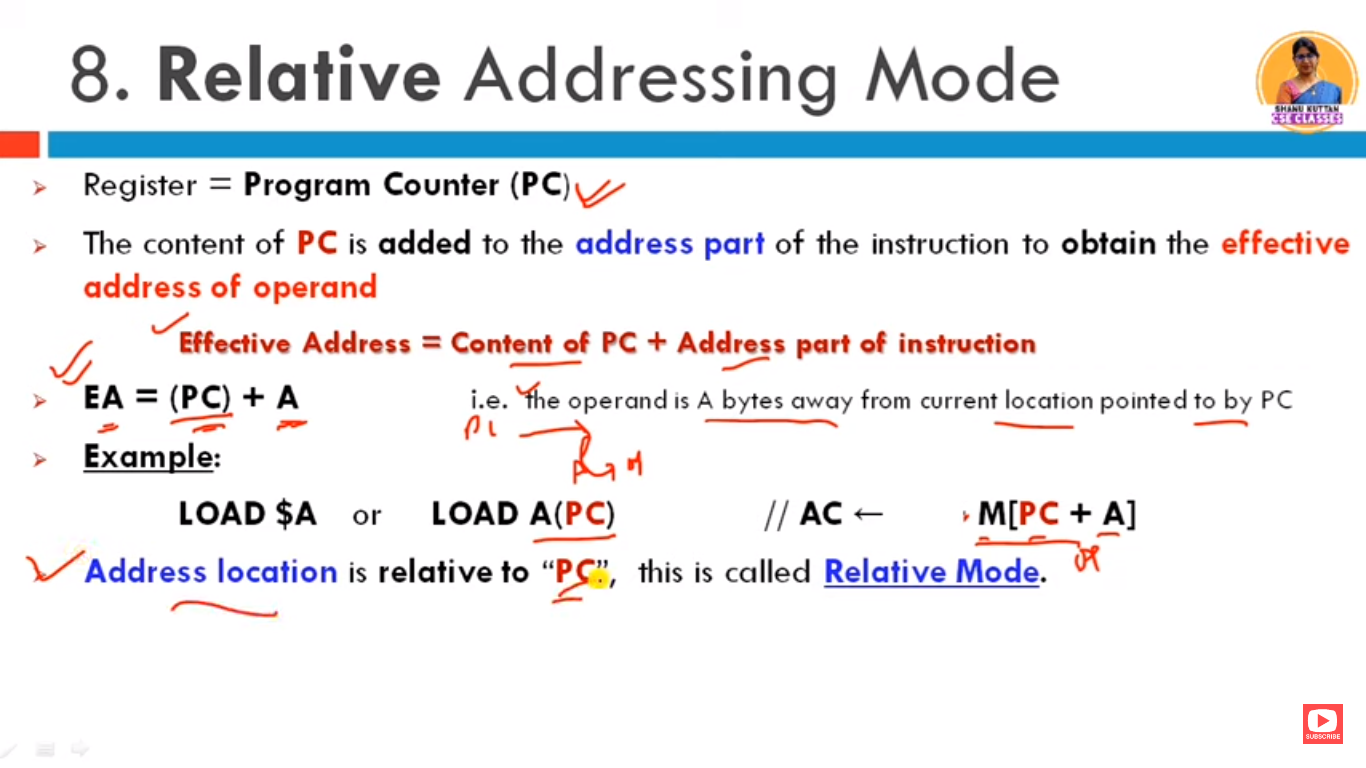 8. Relative Addressing Mode
SHANU KUTTAN
CSE CLASSES
Register = Program Counter (PC)
The content of PC is added to the address part of the instruction to obtain the effective
address of operand
Effective Address = Content of PC + Address part of instruction
EA = (PC) + A i.e. the operand is A bytes away from current location pointed to by PC
Example:
LOAD $A or LOAD A(PC) // AC ← M[PC + A]
Address location is relative to “PC”, this is called Relative Mode.
SUBSCRIBE